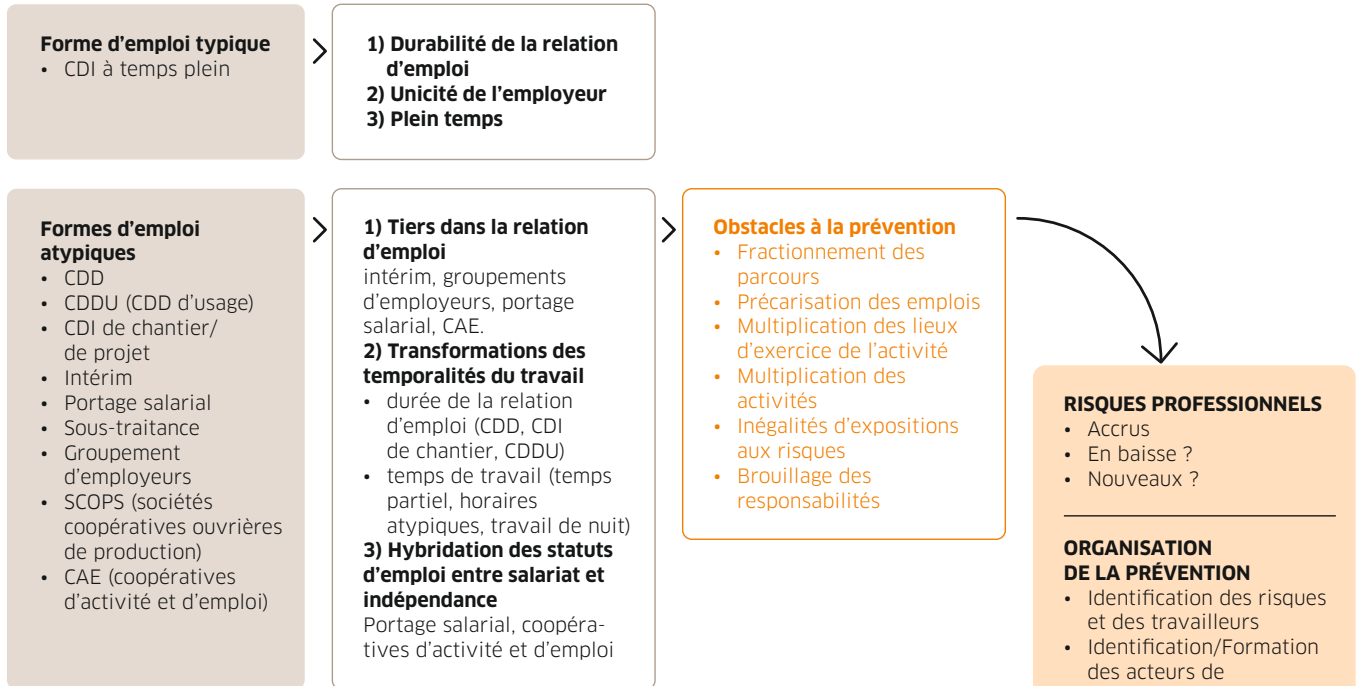 Forme d'emploi typique
• CDI à temps plein
1) Durabilité de la relation
d'emploi
2) Unicité de l'employeur
3) Plein temps
Formes d'emploi
atypiques
• CDD
• CDDU (CDD d'usage)
• CDI de chantier/
de projet
• Intérim
• Portage salarial
• Sous-traitance
• Groupement
d'employeurs
• SCOPS (sociétés
coopératives ouvrières
de production)
• CAE (coopératives
d'activité et d'emploi)
1) Tiers dans la relation
d'emploi
intérim, groupements
d'employeurs, portage
salarial, CAE.
2) Transformations des
temporalités du travail
• durée de la relation
d'emploi (CDD, CDI
de chantier, CDDU)
• temps de travail (temps
partiel, horaires
atypiques, travail de nuit)
3) Hybridation des statuts
d'emploi entre salariat et
indépendance
Portage salarial, coopéra-
tives d'activité et d'emploi
Obstacles à la prévention
• Fractionnement des
parcours
• Précarisation des emplois
• Multiplication des lieux
d'exercice de l'activité
• Multiplication des
activités
• Inégalités d'expositions
aux risques
• Brouillage des
responsabilités
RISQUES PROFESSIONNELS
• Accrus
• En baisse ?
• Nouveaux ?
ORGANISATION
DE LA PRÉVENTION
• Identification des risques
et des travailleurs
• Identification/Formation
des acteurs de